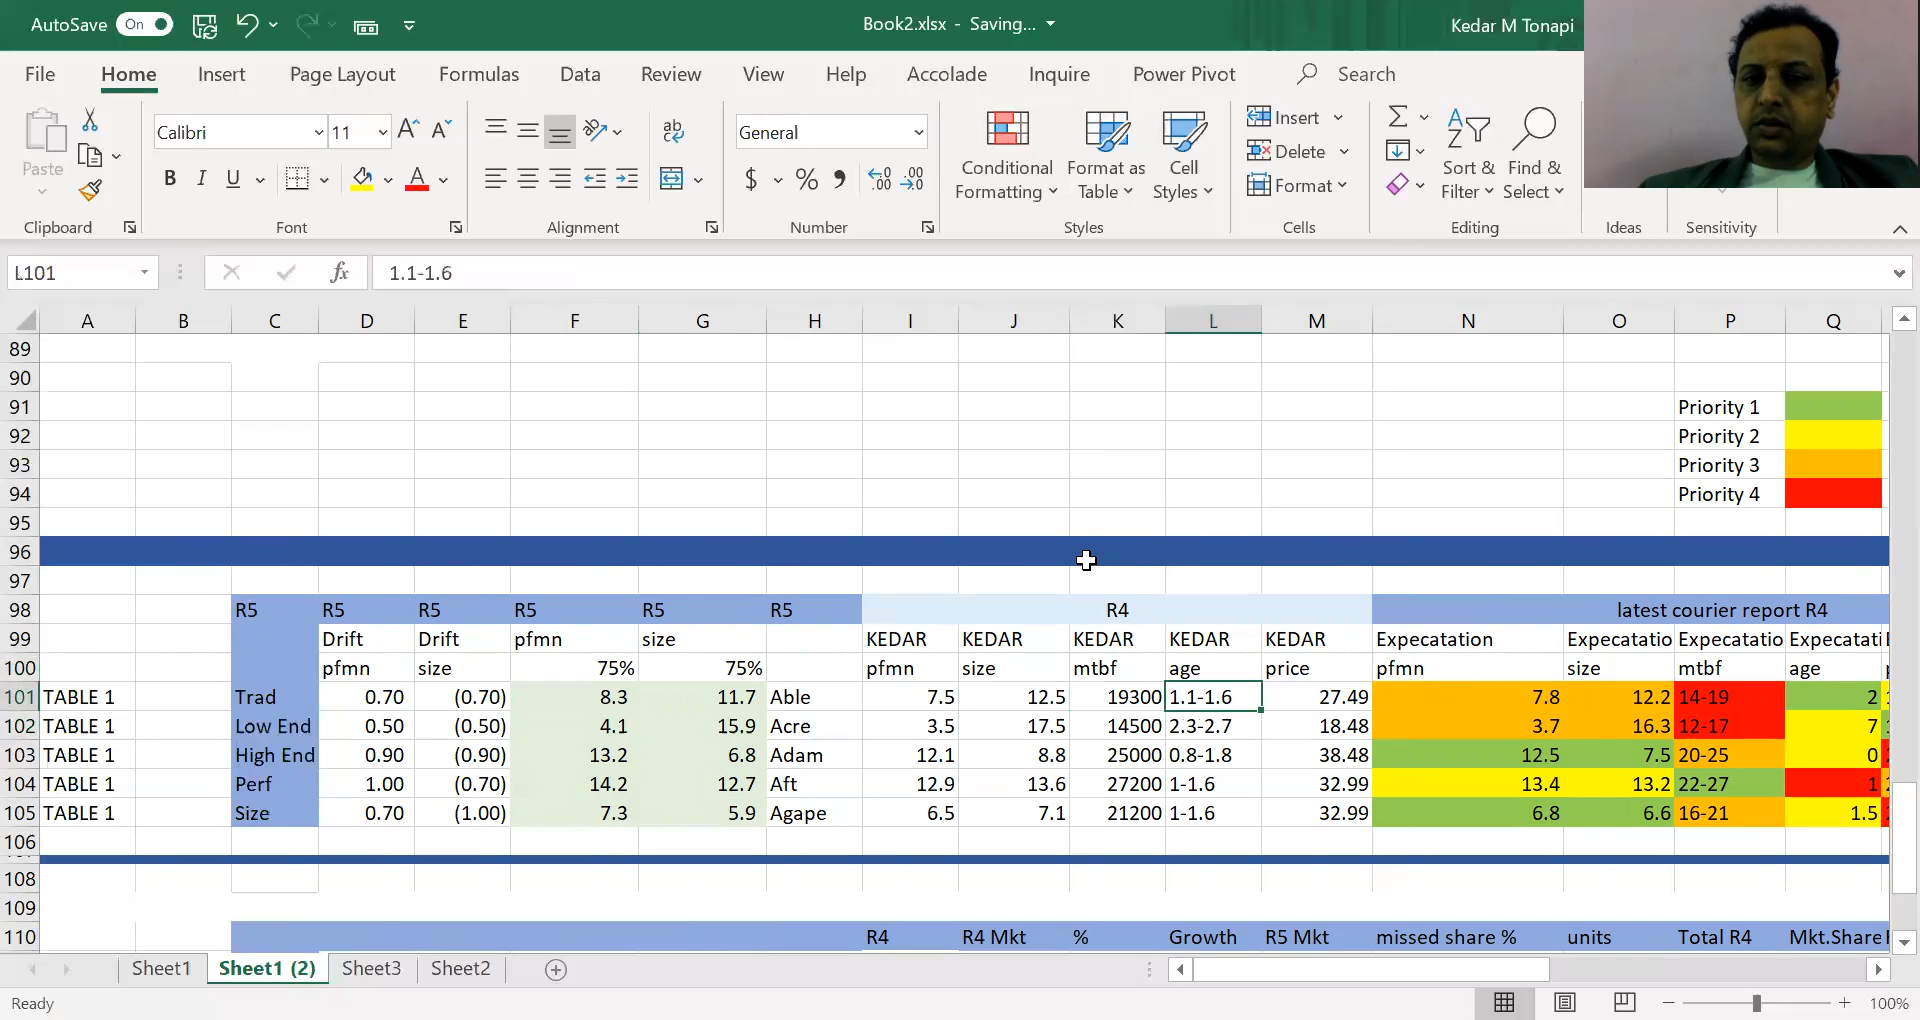 AutoSave On Book2.xlsx - Saving... Kedar M Tonapi
File Home Insert Page Layout Formulas Data Review View Help Accolade Inquire Power Pivot Search
Paste Calibri 11 A A ab General Conditional Formatting Format as Table Cell Styles Insert Delete Format Sort & Filter Find & Select
B I U A $ % 9
Clipboard Font Alignment Number Styles Cells Editing Ideas Sensitivity
L101 fx 1.1-1.6
A B C D E F G H I J K L M N O P Q
89
90
91 Priority 1
92 Priority 2
93 Priority 3
94 Priority 4
95
96
97
98 R5 R5 R5 R5 R5 R5 R4 latest courier report R4
99 Drift Drift pfmn size KEDAR KEDAR KEDAR KEDAR KEDAR Expecatation Expecatatio Expecatatio Expecatati
100 pfmn size 75% 75% pfmn size mtbf age price pfmn size mtbf age
101 TABLE 1 Trad 0.70 (0.70) 8.3 11.7 Able 7.5 12.5 19300 1.1-1.6 27.49 7.8 12.2 14-19 2
102 TABLE 1 Low End 0.50 (0.50) 4.1 15.9 Acre 3.5 17.5 14500 2.3-2.7 18.48 3.7 16.3 12-17 7
103 TABLE 1 High End 0.90 (0.90) 13.2 6.8 Adam 12.1 8.8 25000 0.8-1.8 38.48 12.5 7.5 20-25 0
104 TABLE 1 Perf 1.00 (0.70) 14.2 12.7 Aft 12.9 13.6 27200 1-1.6 32.99 13.4 13.2 22-27 1
105 TABLE 1 Size 0.70 (1.00) 7.3 5.9 Agape 6.5 7.1 21200 1-1.6 32.99 6.8 6.6 16-21 1.5
106
108
109
110 R4 R4 Mkt % Growth R5 Mkt missed share % units Total R4 Mkt.Share
Sheet1 Sheet1 (2) Sheet3 Sheet2
Ready 100%